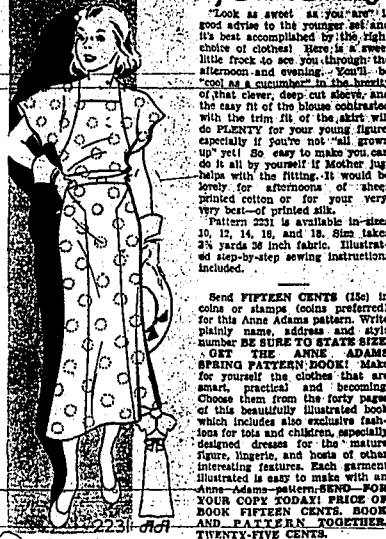 "Look as sweet as you are" is
good advise to the younger set and
it's best accomplished by the right
choice of clothes! Here is a sweet
little frock to see you through the
afternoon and evening. You'll be
"cool as a cucumber" in the brevity
of that clever, deep cut sleeve, and
the easy fit of the blouse contrasted
with the trim fit of the skirt will
do PLENTY for your young figure
especially if you're not "all grown
up" yet! So easy to make you can
do it all by yourself if Mother just
helps with the fitting. It would be
lovely for afternoons of sheer
printed cotton or for your very
very best—of printed silk.
Pattern 2231 is available in sizes
10, 12, 14, 16, and 18. Size takes
3⅜ yards 36 inch fabric. Illustrat-
ed step-by-step sewing instructions
included.
Send FIFTEEN CENTS (15c) in
coins or stamps (coins preferred)
for this Anne Adams pattern. Write
plainly name, address and style
number BE SURE TO STATE SIZE
GET THE ANNE ADAMS
SPRING PATTERN BOOK! Make
for yourself the clothes that are
smart, practical and becoming
Choose them from the forty pages
of this beautifully illustrated book
which includes also exclusive fash-
ions for tots and children, especially
designed dresses for the mature
figure, lingerie, and hosts of other
interesting features. Each garment
illustrated is easy to make with an
Anne Adams pattern. SEND FOR
YOUR COPY TODAY! PRICE OF
BOOK FIFTEEN CENTS. BOOK
AND PATTERN TOGETHER,
TWENTY-FIVE CENTS.
2231 AA